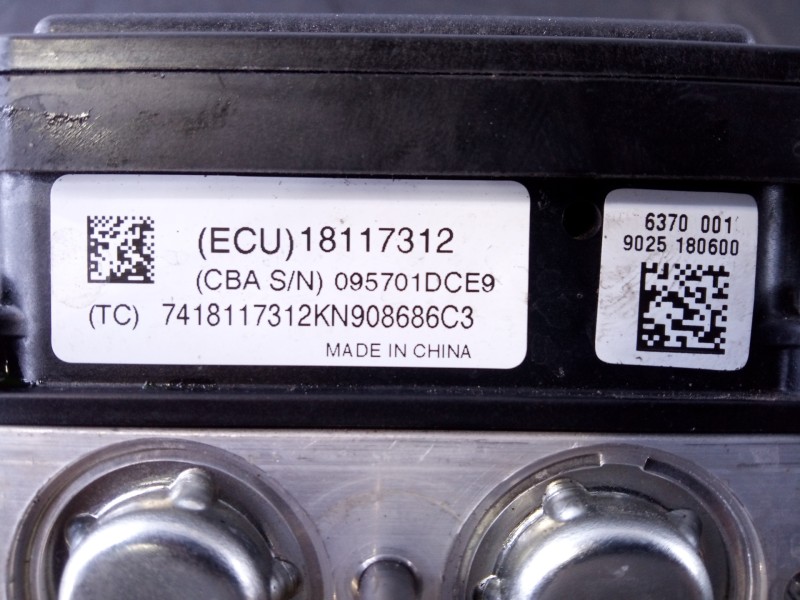 (ECU)18117312
(CBA S/N) 095701DCE9
(TC) 7418117312KN908686C3
MADE IN CHINA
6370 001
9025 180600